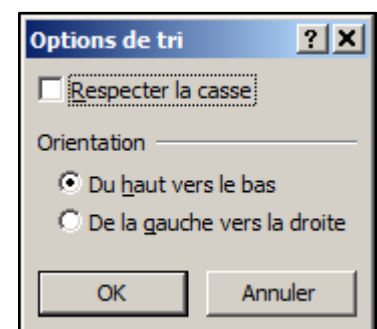 Options de tri ? X
Respecter la casse
Orientation
Du haut vers le bas
De la gauche vers la droite
OK Annuler